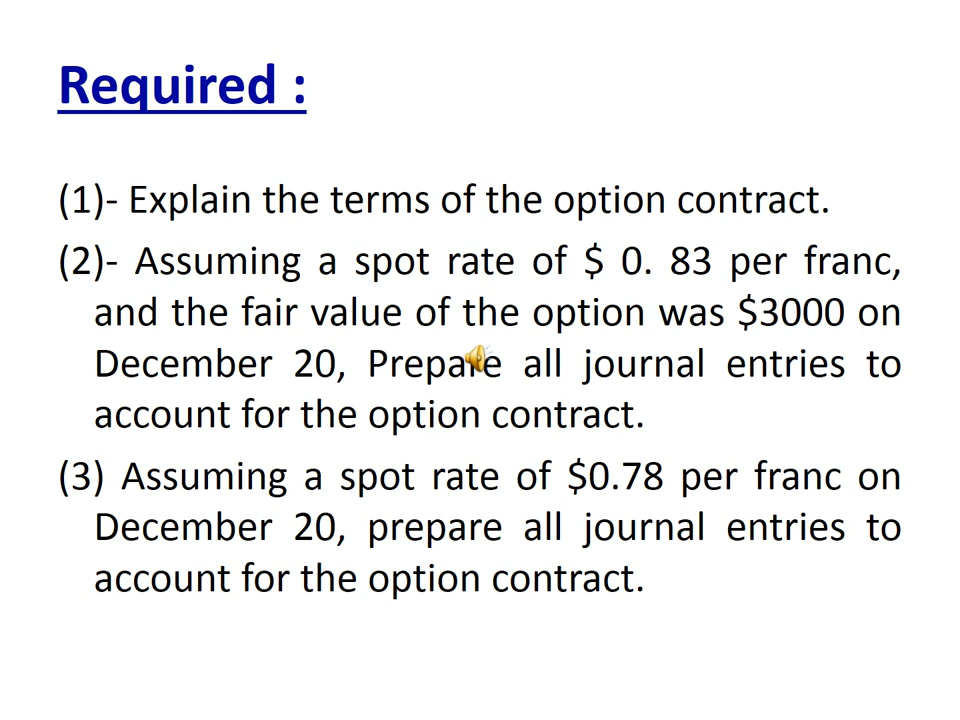 Required :
(1)- Explain the terms of the option contract.
(2)- Assuming a spot rate of $ 0. 83 per franc,
and the fair value of the option was $3000 on
December 20, Prepare all journal entries to
account for the option contract.
(3) Assuming a spot rate of $0.78 per franc on
December 20, prepare all journal entries to
account for the option contract.